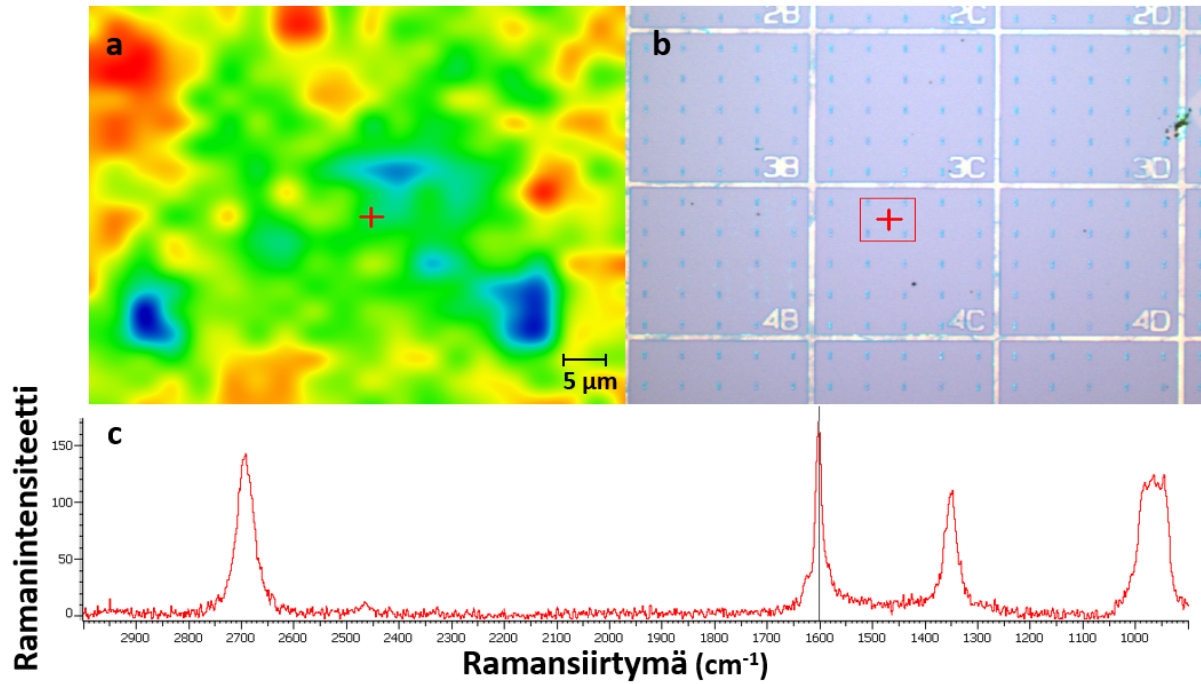 a
5 µm
b
2B 2C 2D
3B 3C 3D
4B 4C 4D
c
Ramanintensiteetti
150
100
50
0
2900 2800 2700 2600 2500 2400 2300 2200 2100 2000 1900 1800 1700 1600 1500 1400 1300 1200 1100 1000
Ramansiirtymä (cm⁻¹)